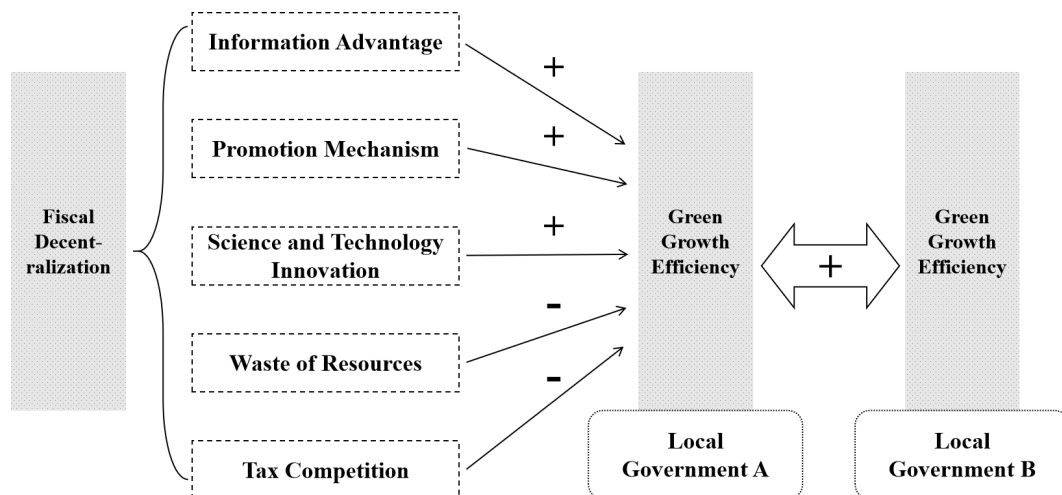 Fiscal
Decent-
ralization
Information Advantage
Promotion Mechanism
Science and Technology
Innovation
Waste of Resources
Tax Competition
+
+
+
-
-
Green
Growth
Efficiency
Local
Government A
+
Green
Growth
Efficiency
Local
Government B